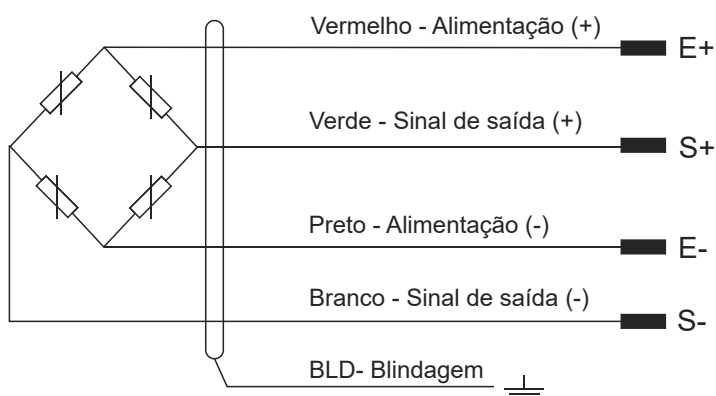 Vermelho - Alimentação (+)
E+
Verde - Sinal de saída (+)
S+
Preto - Alimentação (-)
E-
Branco - Sinal de saída (-)
S-
BLD- Blindagem